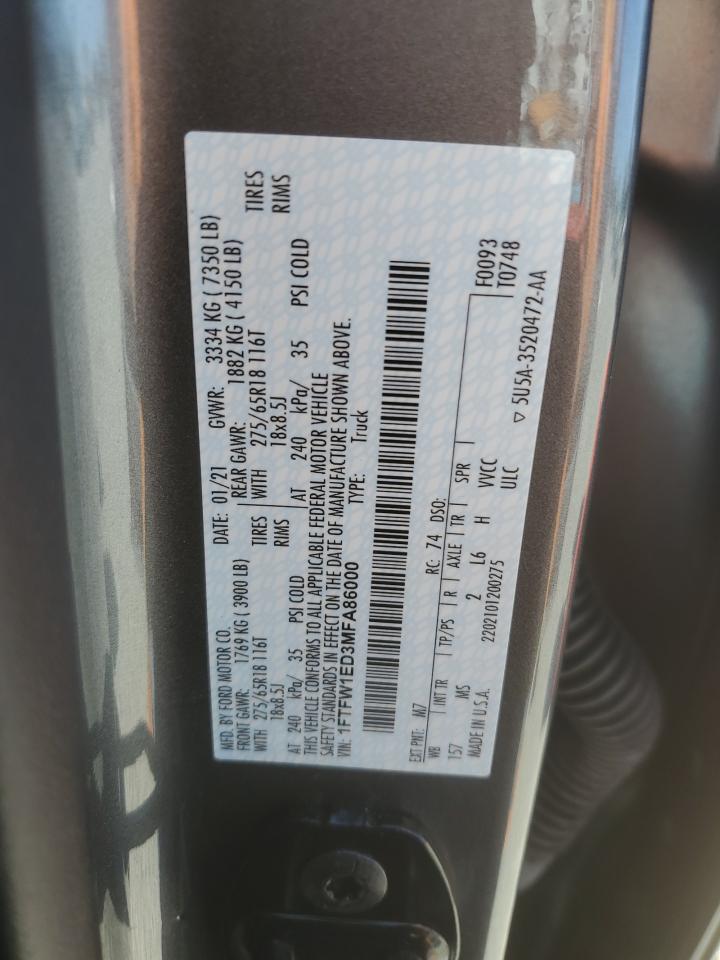 MFD. BY FORD MOTOR CO.
DATE: 01/21 GVWR: 3334 KG ( 7350 LB)
FRONT GAWR: 1769 KG ( 3900 LB)
REAR GAWR: 1882 KG ( 4150 LB)
WITH 275/65R18 116T TIRES
WITH 275/65R18 116T TIRES
18x8.5J RIMS
18x8.5J RIMS
AT 240 kPa/ 35 PSI COLD
AT 240 kPa/ 35 PSI COLD
THIS VEHICLE CONFORMS TO ALL APPLICABLE FEDERAL MOTOR VEHICLE
SAFETY STANDARDS IN EFFECT ON THE DATE OF MANUFACTURE SHOWN ABOVE.
VIN: 1FTFW1ED3MFA86000 TYPE: Truck
EXT PNT: M7 RC: 74 DSO: F0093
T0748
WB INT TR TP/PS R AXLE TR SPR
157 MS 2 L6 H VVCC
MADE IN U.S.A. 2202101200275 ULC
▽ 5U5A-3520472-AA